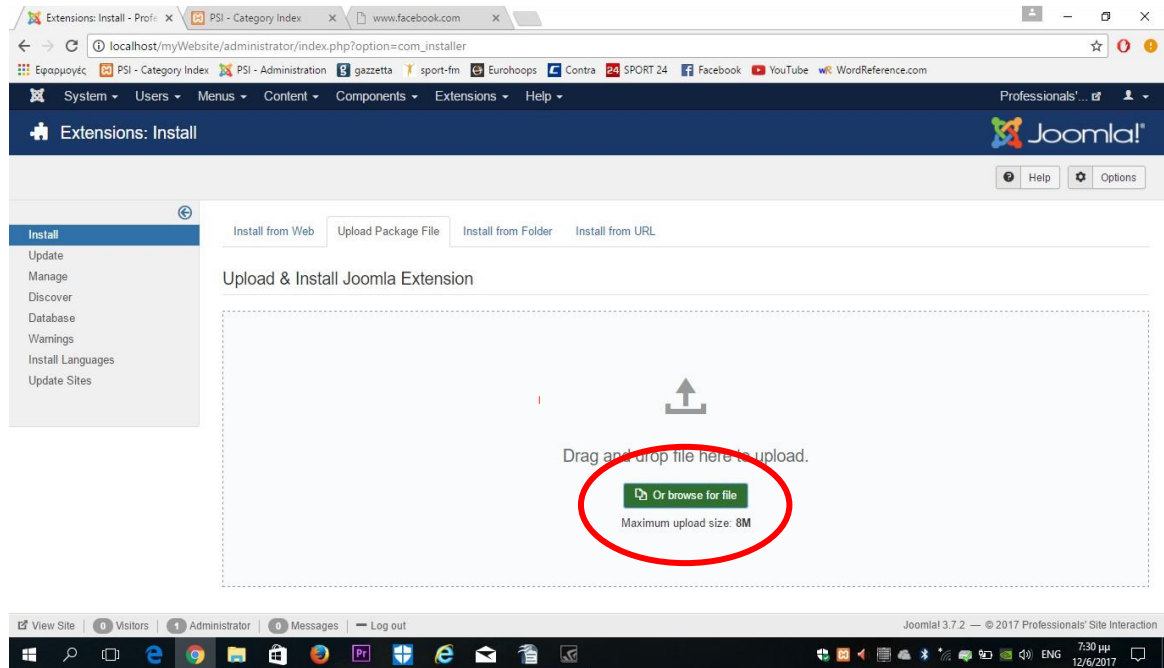 Extensions: Install - Profe
PSI - Category Index
www.facebook.com
localhost/myWebsite/administrator/index.php?option=com_installer
Εφαρμογές PSI - Category Index PSI - Administration gazzetta sport-fm Eurohoops Contra 24 SPORT 24 Facebook YouTube wR WordReference.com
System Users Menus Content Components Extensions Help Professionals'...
Extensions: Install Joomla!®
Help Options
Install from Web Upload Package File Install from Folder Install from URL
Install
Update
Manage
Discover
Database
Warnings
Install Languages
Update Sites
Upload & Install Joomla Extension
Drag and drop file here to upload.
Or browse for file
Maximum upload size: 8M
View Site | 0 Visitors | 1 Administrator | 0 Messages | Log out Joomla! 3.7.2 — © 2017 Professionals' Site Interaction
Pr ENG 7:30 μμ
12/6/2017